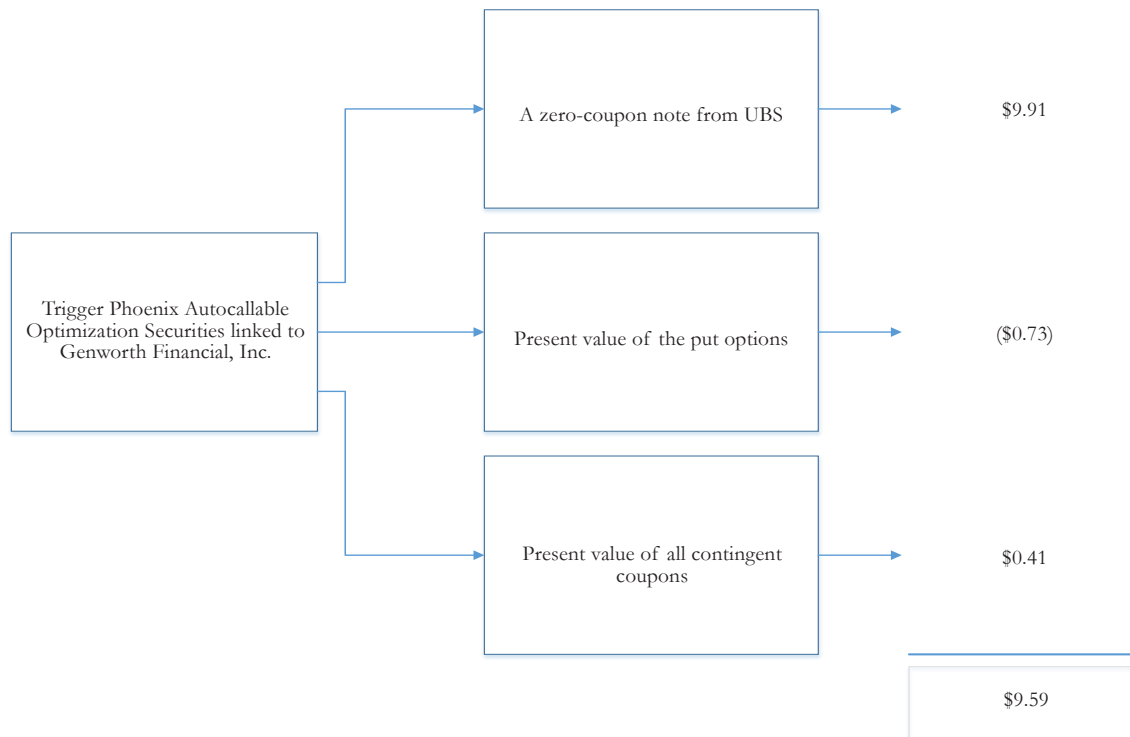 A zero-coupon note from UBS
$9.91
Trigger Phoenix Autocallable
Optimization Securities linked to
Genworth Financial, Inc.
Present value of the put options
($0.73)
Present value of all contingent
coupons
$0.41
$9.59